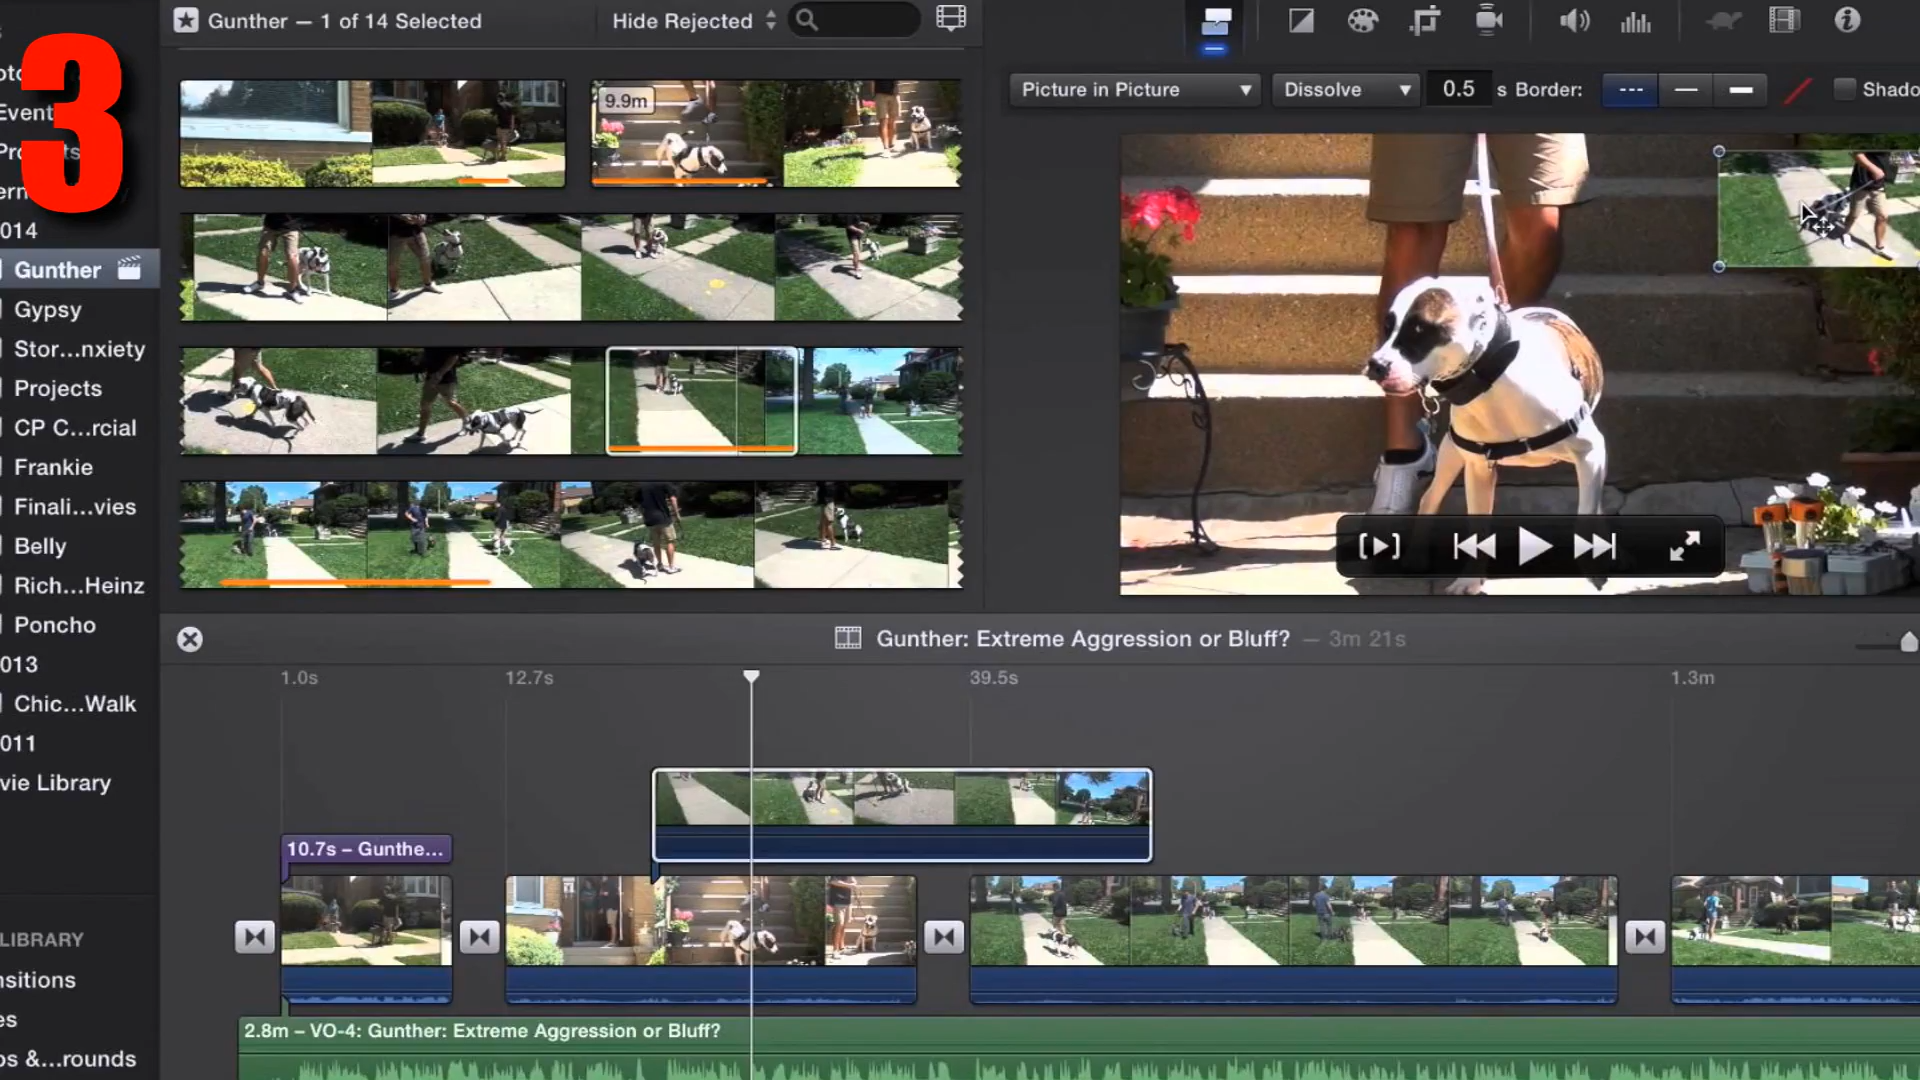 3
Gunther — 1 of 14 Selected
Hide Rejected
Event
014
Gunther
Gypsy
Stor...nxiety
Projects
CP C...rcial
Frankie
Finali...vies
Belly
Rich...Heinz
Poncho
013
Chic...Walk
011
vie Library
LIBRARY
nsitions
es
os &...rounds
9.9m
Picture in Picture
Dissolve
0.5 s Border:
Shado
Gunther: Extreme Aggression or Bluff? — 3m 21s
1.0s
12.7s
39.5s
1.3m
10.7s – Gunthe...
2.8m – VO-4: Gunther: Extreme Aggression or Bluff?